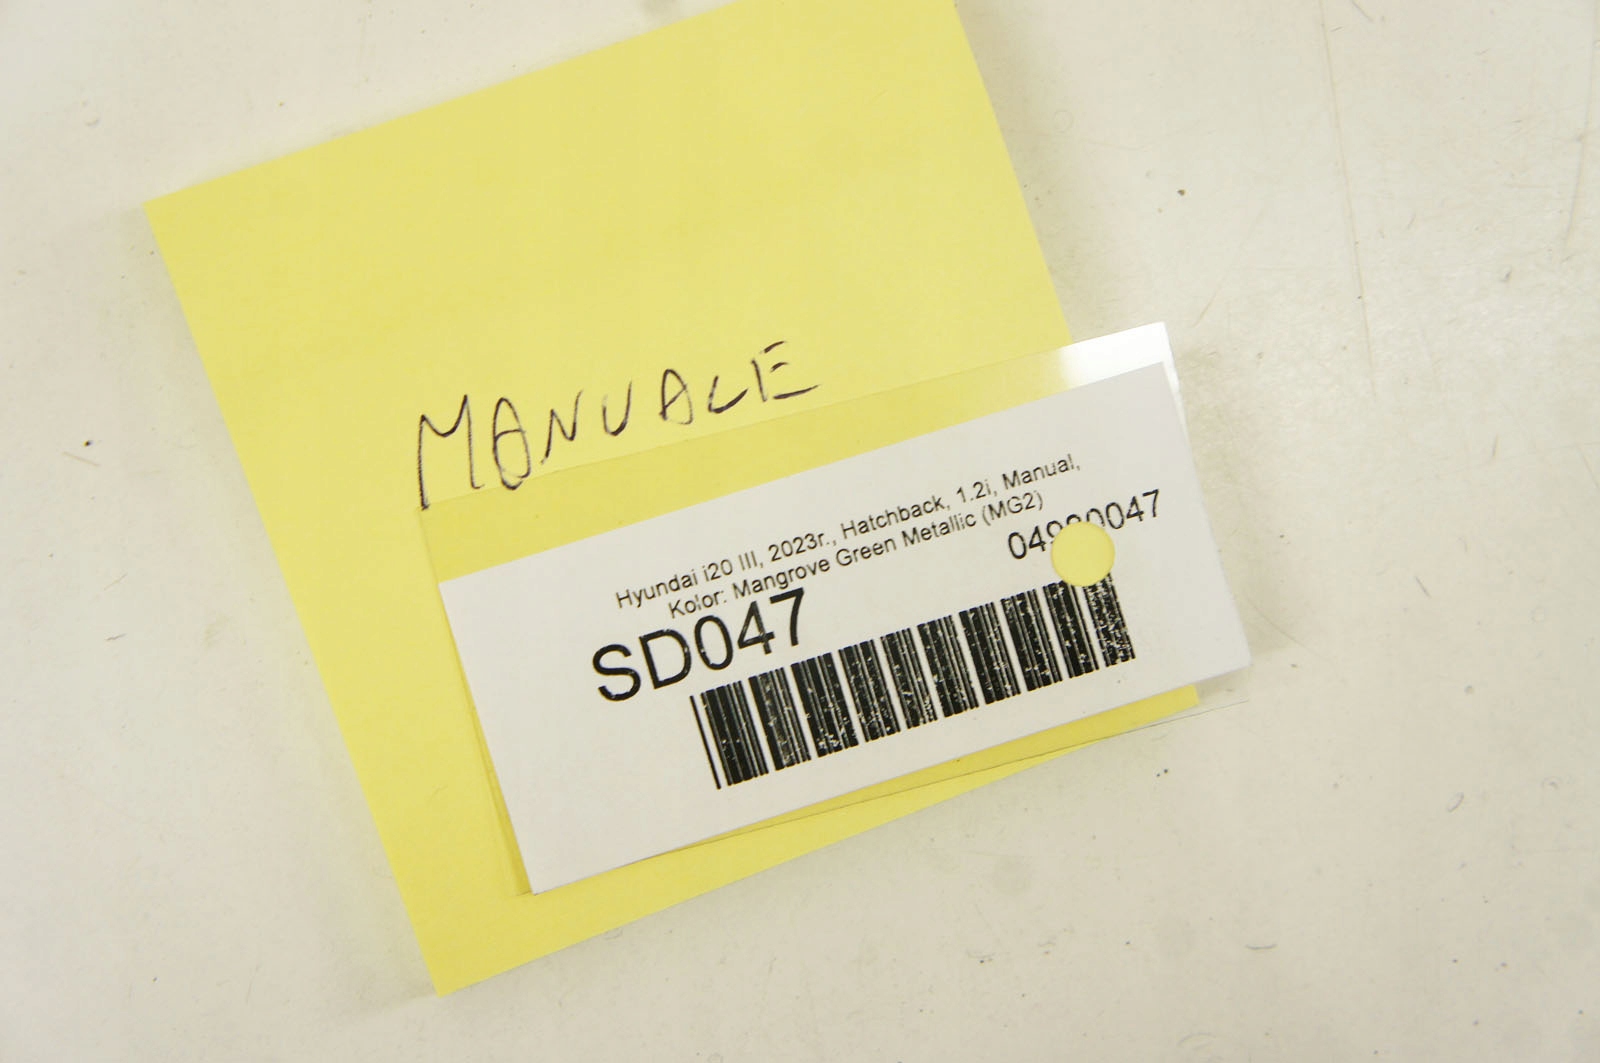 MANUALE
Hyundai i20 III, 2023r., Hatchback, 1.2i, Manual,
Kolor: Mangrove Green Metallic (MG2)
SD047